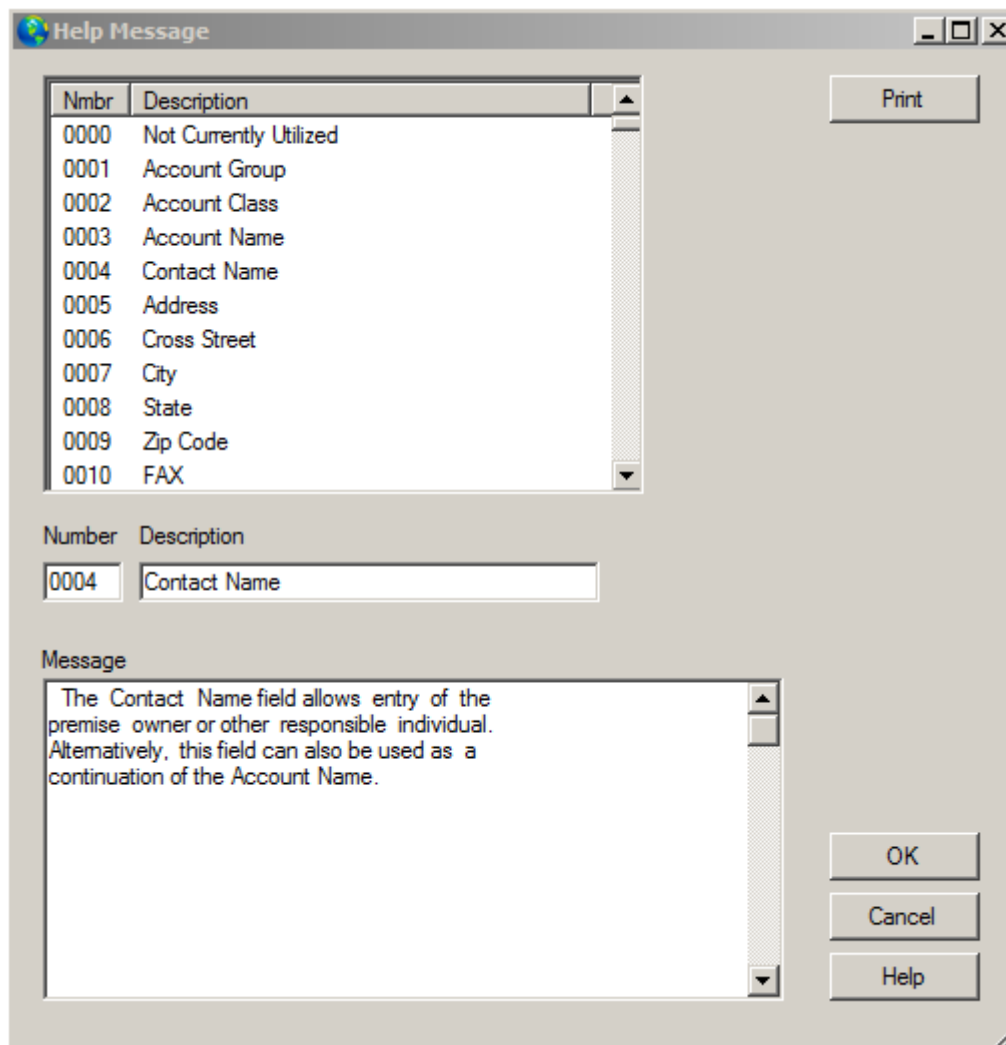 Help Message
Print
Nmbr Description
0000 Not Currently Utilized
0001 Account Group
0002 Account Class
0003 Account Name
0004 Contact Name
0005 Address
0006 Cross Street
0007 City
0008 State
0009 Zip Code
0010 FAX
Number Description
0004 Contact Name
Message
The Contact Name field allows entry of the
premise owner or other responsible individual.
Alternatively, this field can also be used as a
continuation of the Account Name.
OK
Cancel
Help